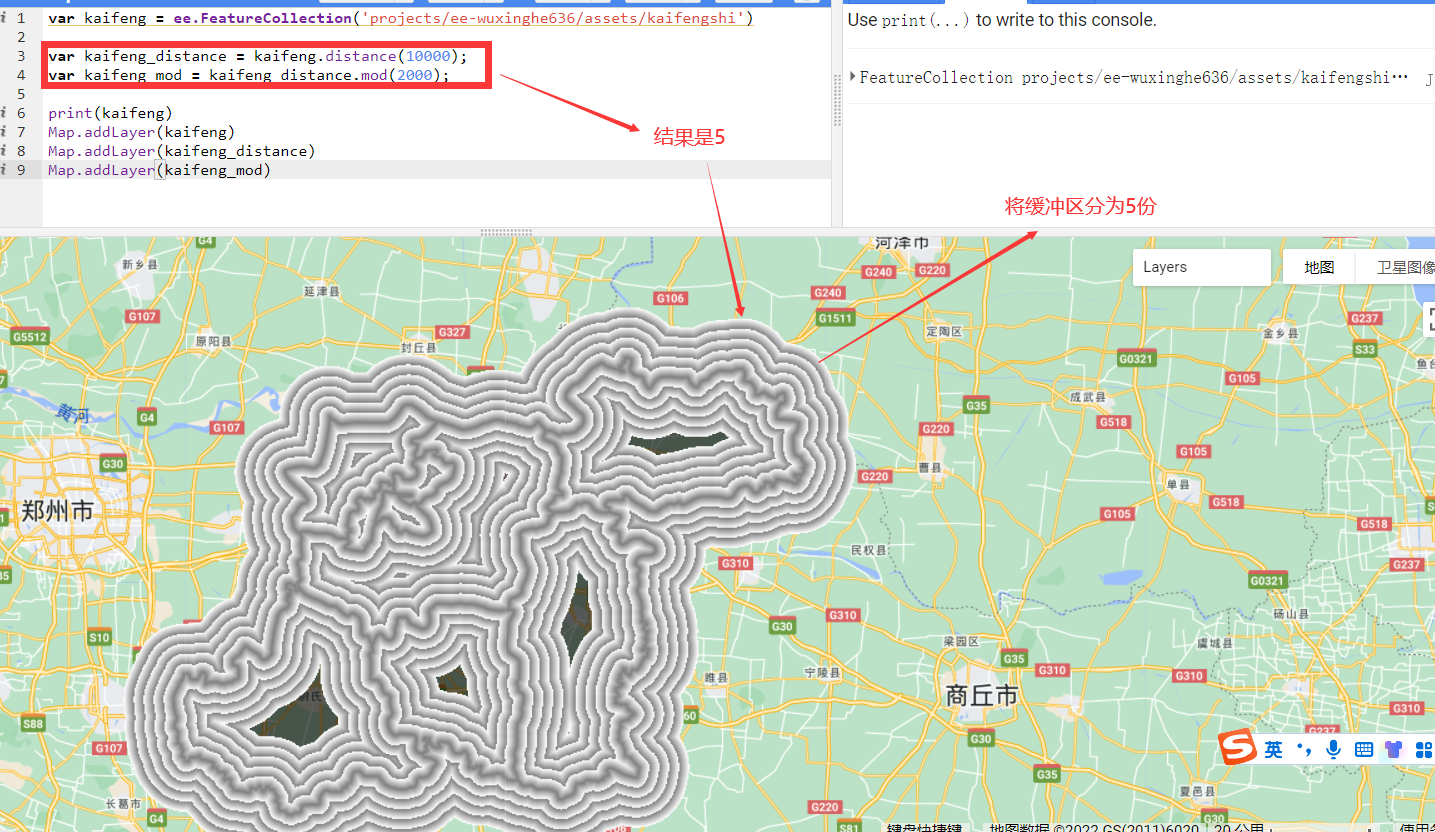 1 var kaifeng = ee.FeatureCollection('projects/ee-wuxinghe636/assets/kaifengshi')
2
3 var kaifeng_distance = kaifeng.distance(10000);
4 var kaifeng_mod = kaifeng_distance.mod(2000);
5
6 print(kaifeng)
7 Map.addLayer(kaifeng)
8 Map.addLayer(kaifeng_distance)
9 Map.addLayer(kaifeng_mod)
结果是5
Use print(...) to write to this console.
FeatureCollection projects/ee-wuxinghe636/assets/kaifengshi…
J
将缓冲区分为5份
Layers
地图
卫星图像
G4
菏泽市
新乡县
G240
G220
延津县
G106
G240
G107
G1511
G237
G5512
原阳县
G327
封丘县
定陶区
金乡县
S33
G0321
鱼台
G105
黄河
G4
G107
G35
成武县
G518
G220
G30
G105
曹县
G220
单县
G518
郑州市
G105
G518
民权县
G310
G237
G0321
砀山县
G310
G30
S10
梁园区
虞城县
G35
G310
宁陵县
G310
睢县
商丘市
60
G310
S88
G30
G237
G107
英
G35
夏邑县
长葛市
G220
G4
G30
S81
键盘快捷键
地图数据 ©2022 GS(2011)6020
20 公里